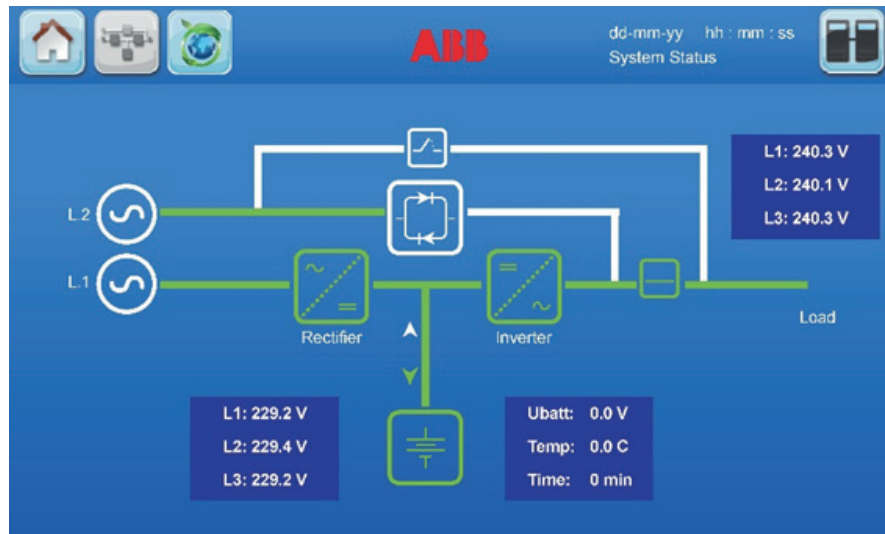 ABB
dd-mm-yy hh : mm : ss
System Status
L1: 240.3 V
L2: 240.1 V
L3: 240.3 V
L.2
L.1
Rectifier
Inverter
Load
L1: 229.2 V
L2: 229.4 V
L3: 229.2 V
Ubatt: 0.0 V
Temp: 0.0 C
Time: 0 min